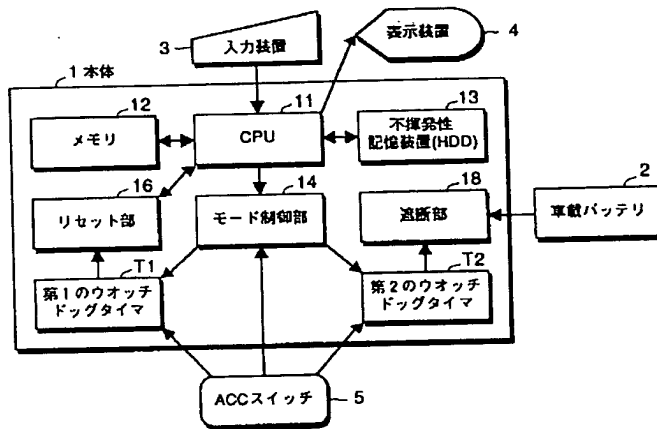 3
入力装置
表示装置
4
1 本体
12
メモリ
11
CPU
13
不揮発性
記憶装置(HDD)
16
リセット部
14
モード制御部
18
遮断部
2
車載バッテリ
T1
第1のウオッチ
ドッグタイマ
T2
第2のウオッチ
ドッグタイマ
ACCスイッチ
5